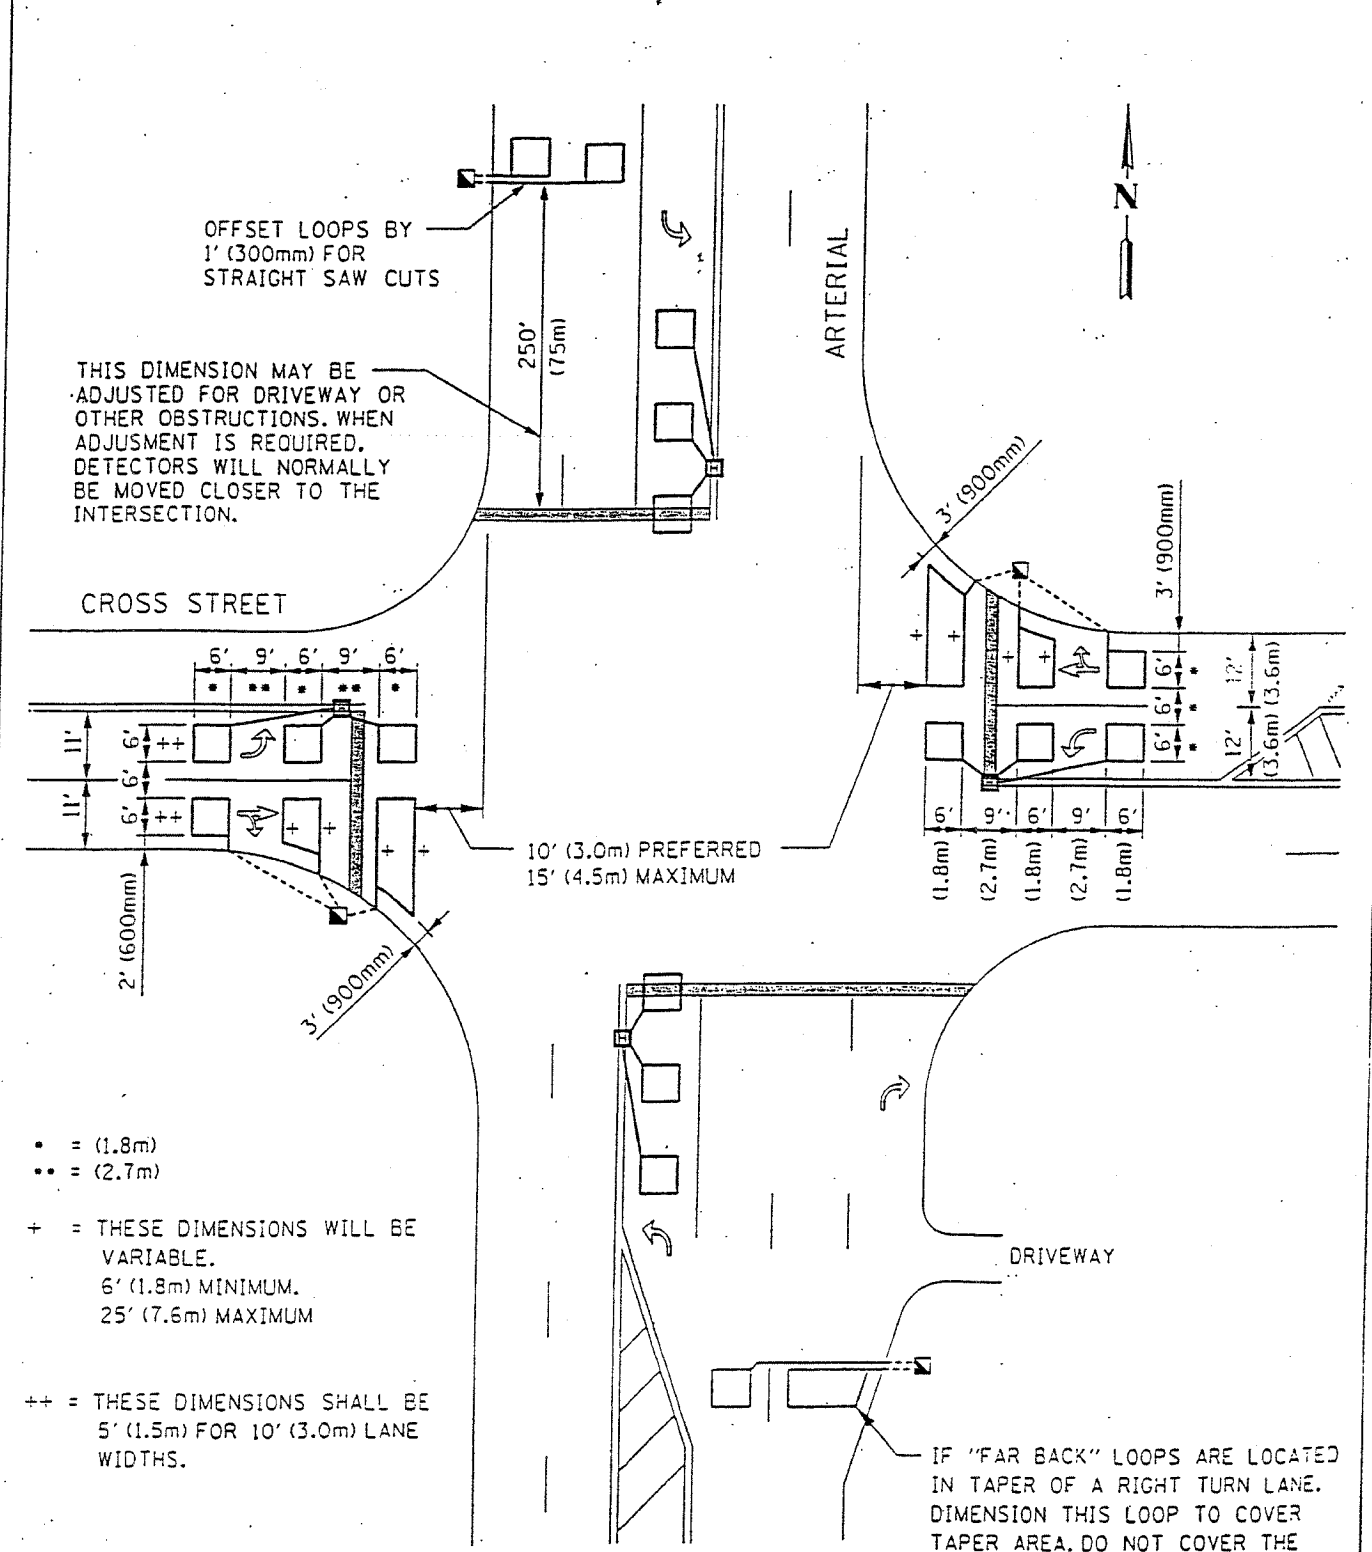 OFFSET LOOPS BY
1' (300mm) FOR
STRAIGHT SAW CUTS
250'
(75m)
ARTERIAL
N
THIS DIMENSION MAY BE
ADJUSTED FOR DRIVEWAY OR
OTHER OBSTRUCTIONS. WHEN
ADJUSMENT IS REQUIRED.
DETECTORS WILL NORMALLY
BE MOVED CLOSER TO THE
INTERSECTION.
3' (900mm)
3' (900mm)
CROSS STREET
6' 9' 6' 9' 6'
* ** * ** *
11'
11'
6' ++
6'
6' ++
2' (600mm)
3' (900mm)
H
H
H
H
+ +
+ +
+ +
+ +
6' *
6' *
6' *
12'
(3.6m)
12'
(3.6m)
6' 9' 6' 9' 6'
(1.8m) (2.7m) (1.8m) (2.7m) (1.8m)
10' (3.0m) PREFERRED
15' (4.5m) MAXIMUM
* = (1.8m)
** = (2.7m)
+ = THESE DIMENSIONS WILL BE
VARIABLE.
6' (1.8m) MINIMUM.
25' (7.6m) MAXIMUM
++ = THESE DIMENSIONS SHALL BE
5' (1.5m) FOR 10' (3.0m) LANE
WIDTHS.
DRIVEWAY
IF "FAR BACK" LOOPS ARE LOCATED
IN TAPER OF A RIGHT TURN LANE.
DIMENSION THIS LOOP TO COVER
TAPER AREA. DO NOT COVER THE